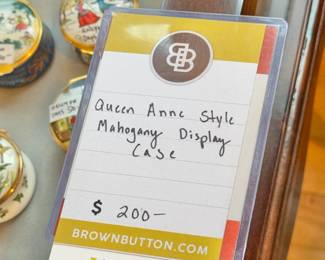 BB
Queen Anne Style
Mahogany Display
Case
$ 200-
BROWNBUTTON.COM